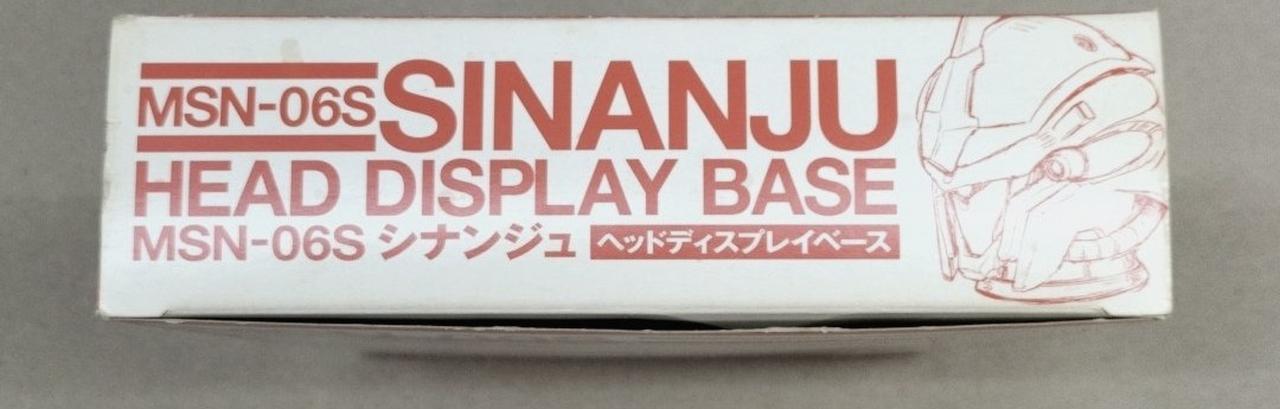 MSN-06S SINANJU
HEAD DISPLAY BASE
MSN-06S シナンジュ ヘッドディスプレイベース